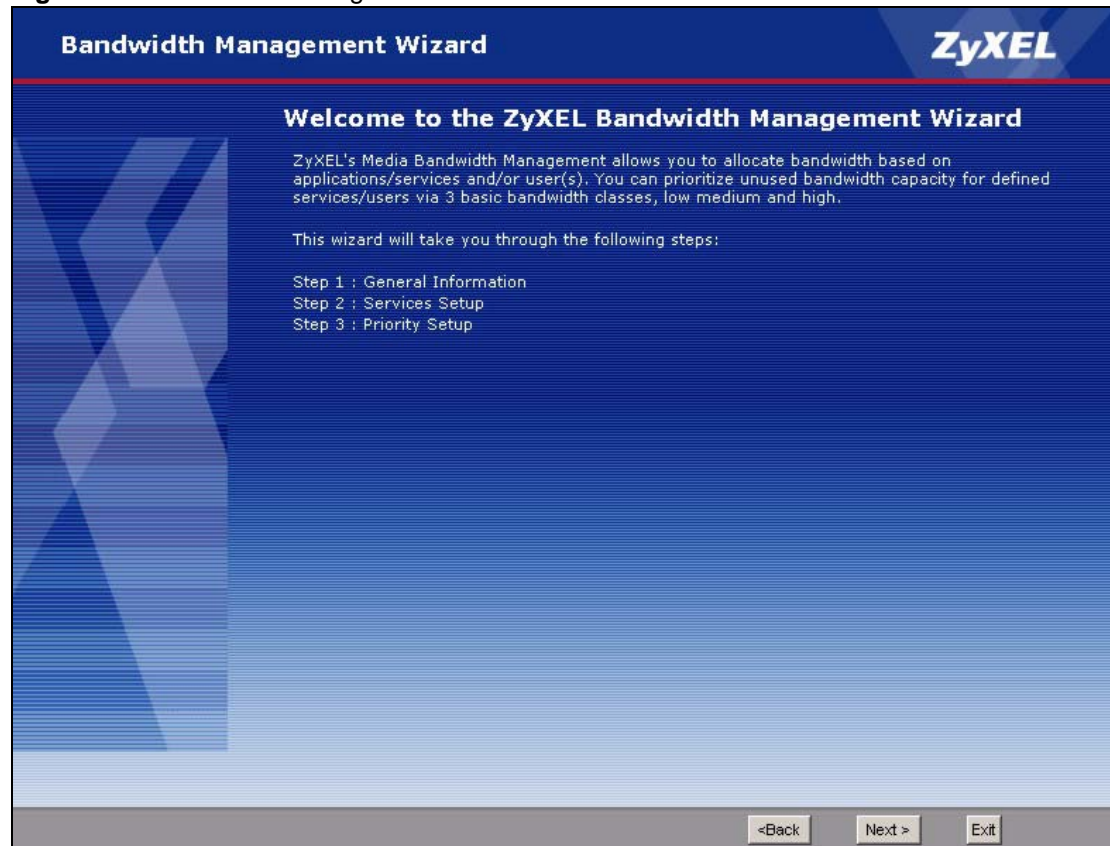 Bandwidth Management Wizard
ZyXEL
Welcome to the ZyXEL Bandwidth Management Wizard
ZyXEL's Media Bandwidth Management allows you to allocate bandwidth based on
applications/services and/or user(s). You can prioritize unused bandwidth capacity for defined
services/users via 3 basic bandwidth classes, low medium and high.
This wizard will take you through the following steps:
Step 1 : General Information
Step 2 : Services Setup
Step 3 : Priority Setup
<Back
Next >
Exit